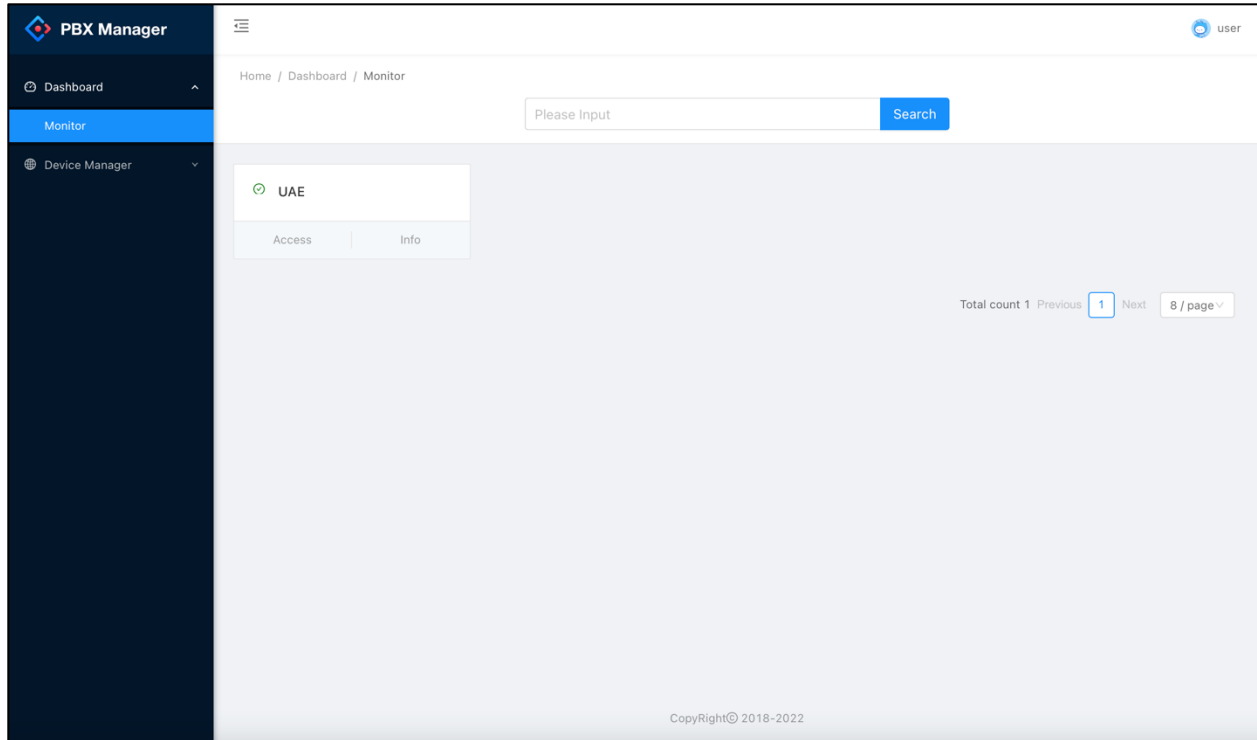 PBX Manager
user
Dashboard
Home / Dashboard / Monitor
Please Input
Search
Monitor
Device Manager
UAE
Access
Info
Total count 1 Previous 1 Next 8 / page
CopyRight© 2018-2022